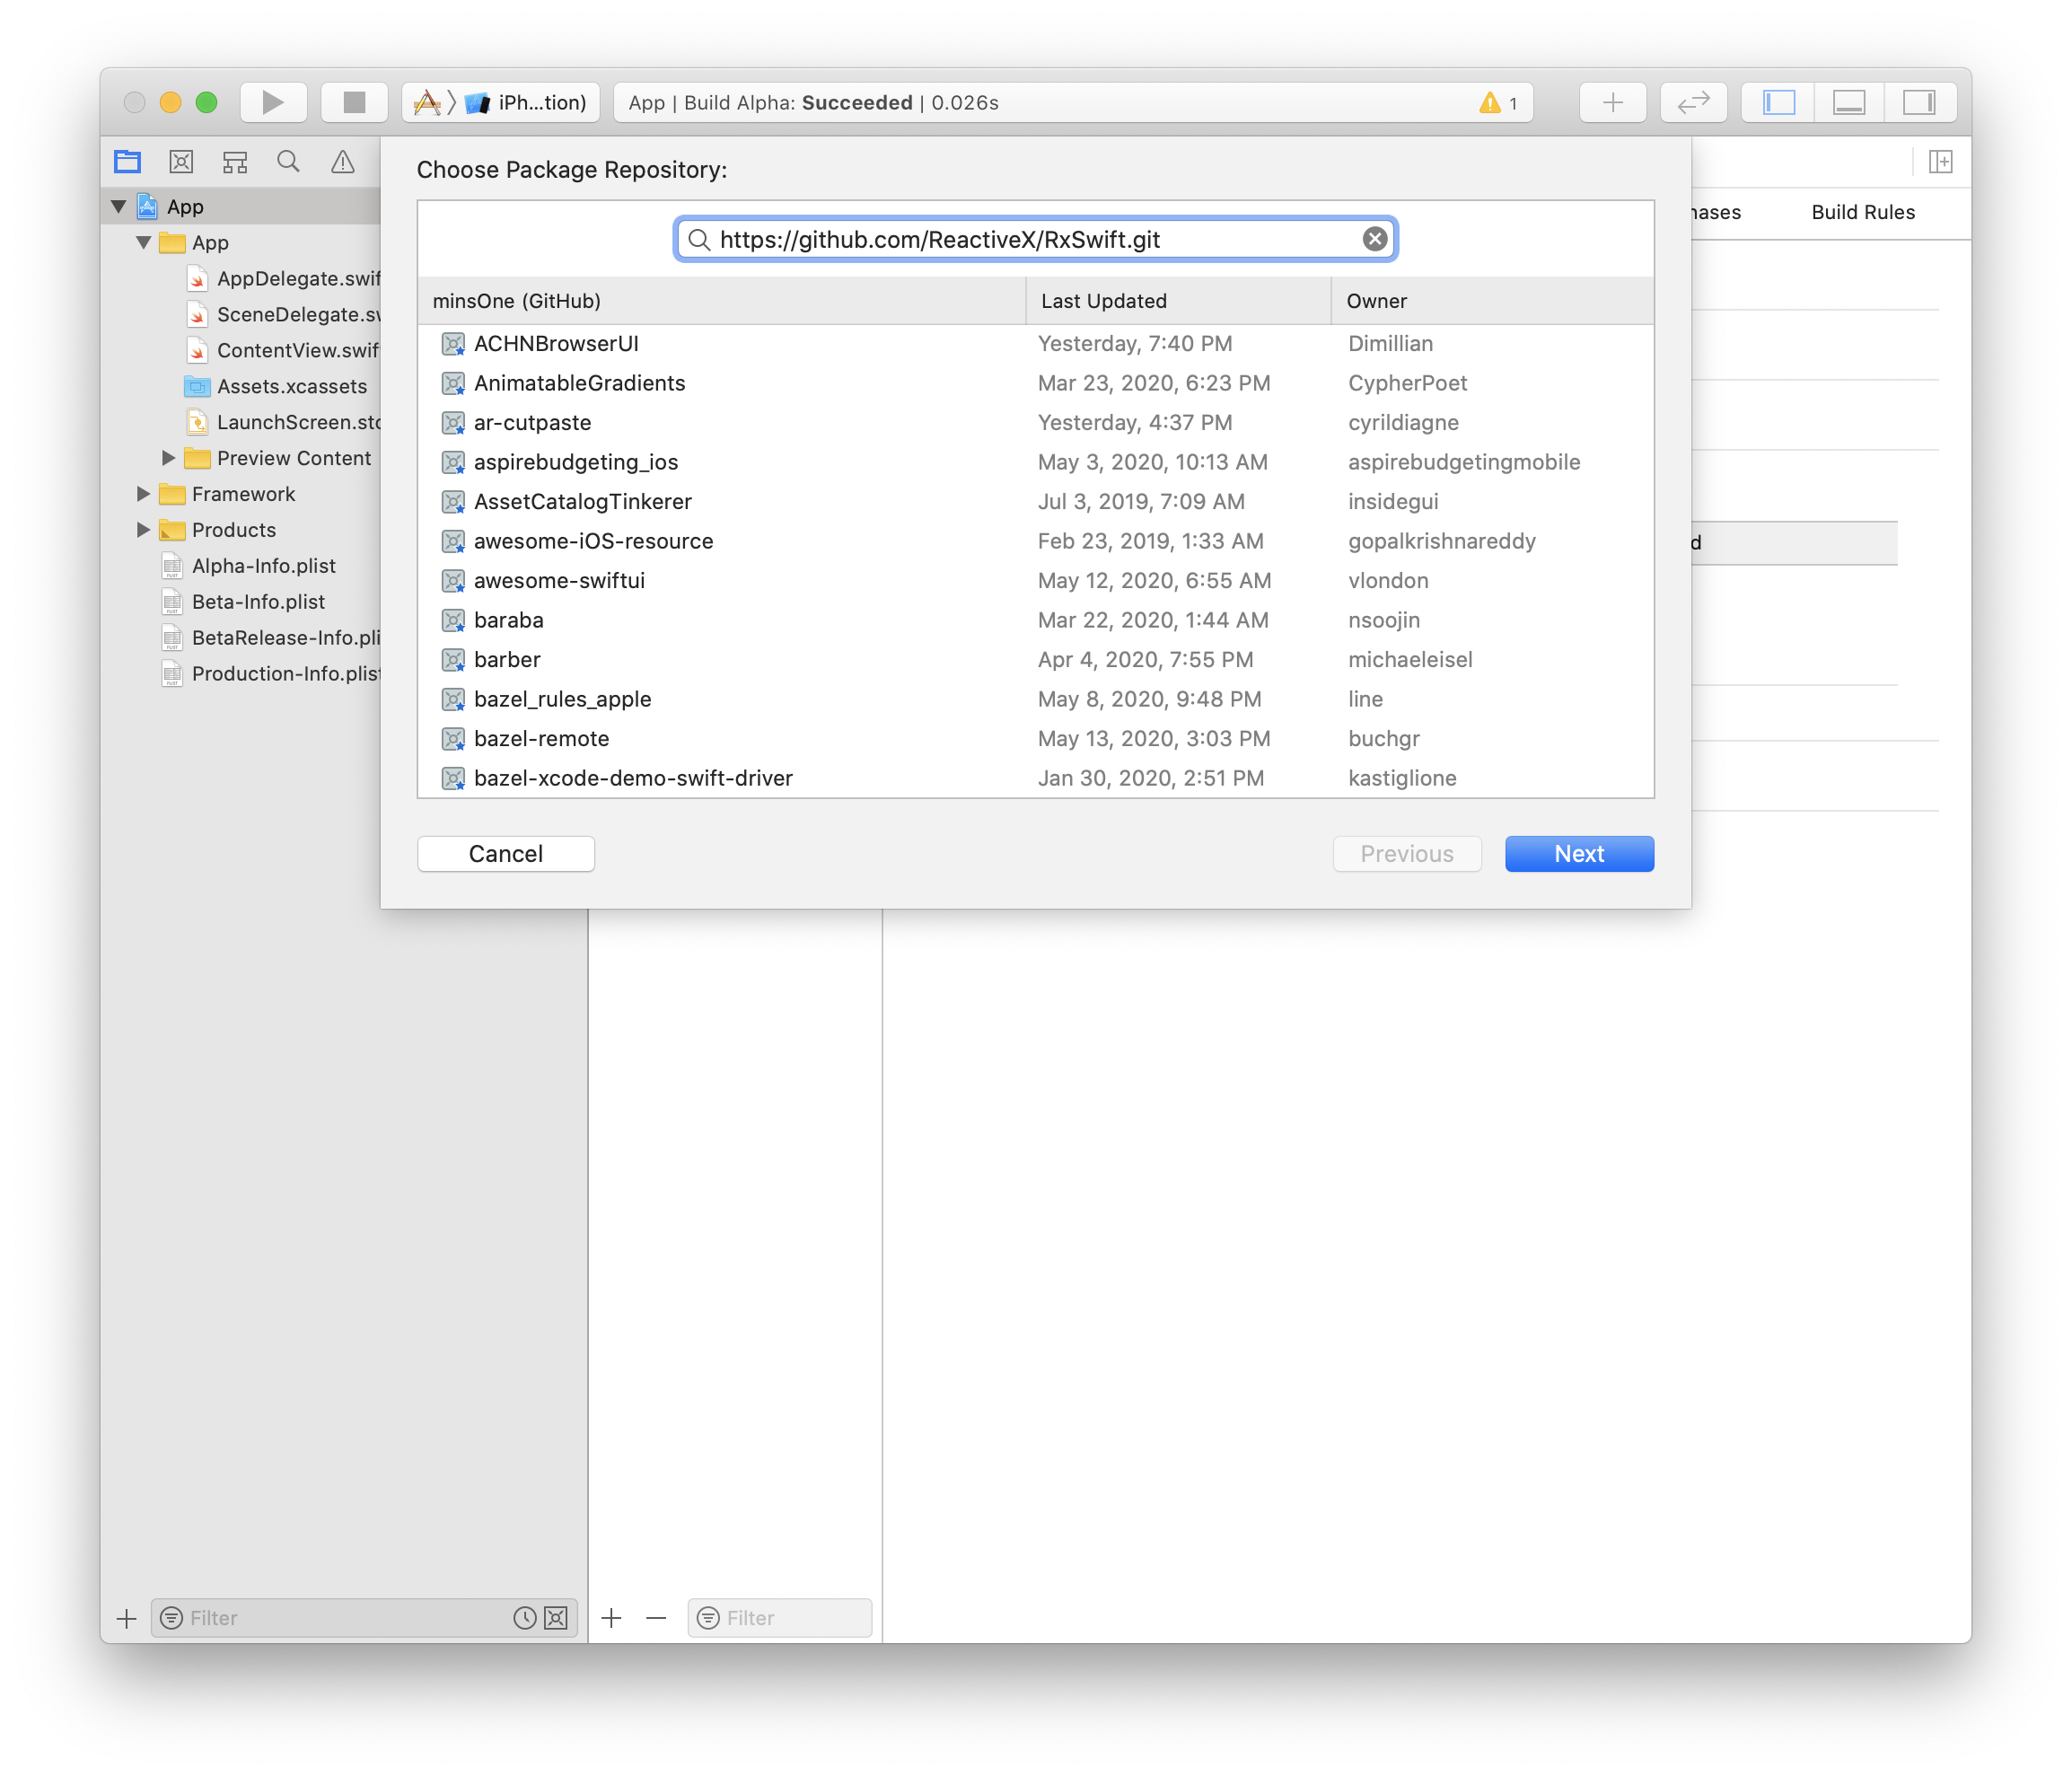 iPh...tion)
App | Build Alpha: Succeeded | 0.026s
1
Choose Package Repository:
App
hases
Build Rules
App
https://github.com/ReactiveX/RxSwift.git
AppDelegate.swif
SceneDelegate.sw
ContentView.swif
Assets.xcassets
LaunchScreen.sto
Preview Content
Framework
Products
Alpha-Info.plist
Beta-Info.plist
BetaRelease-Info.pli
Production-Info.plist
minsOne (GitHub) Last Updated Owner
ACHNBrowserUI Yesterday, 7:40 PM Dimillian
AnimatableGradients Mar 23, 2020, 6:23 PM CypherPoet
ar-cutpaste Yesterday, 4:37 PM cyrildiagne
aspirebudgeting_ios May 3, 2020, 10:13 AM aspirebudgetingmobile
AssetCatalogTinkerer Jul 3, 2019, 7:09 AM insidegui
awesome-iOS-resource Feb 23, 2019, 1:33 AM gopalkrishnareddy
awesome-swiftui May 12, 2020, 6:55 AM vlondon
baraba Mar 22, 2020, 1:44 AM nsoojin
barber Apr 4, 2020, 7:55 PM michaeleisel
bazel_rules_apple May 8, 2020, 9:48 PM line
bazel-remote May 13, 2020, 3:03 PM buchgr
bazel-xcode-demo-swift-driver Jan 30, 2020, 2:51 PM kastiglione
d
Cancel
Previous
Next
Filter
Filter